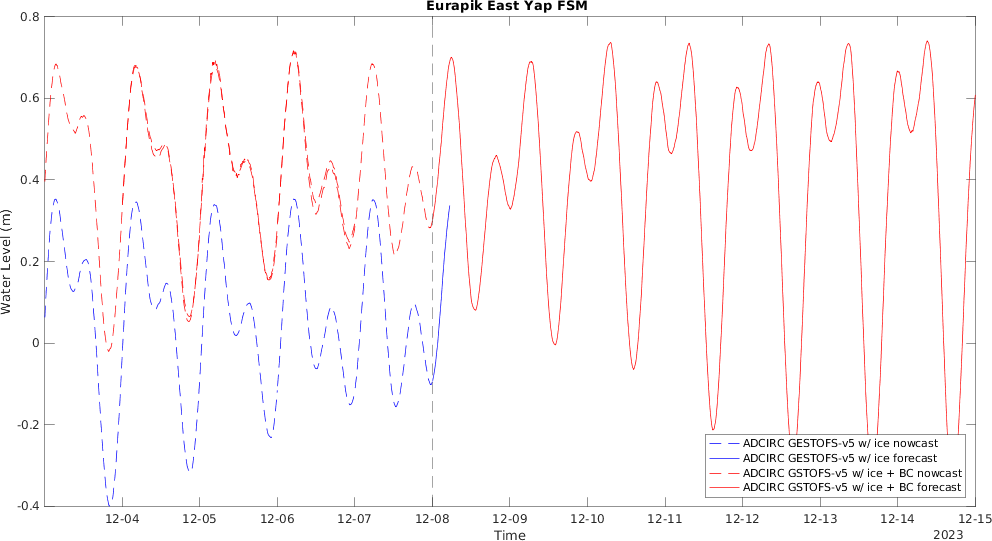 Eurapik East Yap FSM
0.8
0.6
0.4
0.2
0
-0.2
-0.4
Water Level (m)
12-04 12-05 12-06 12-07 12-08 12-09 12-10 12-11 12-12 12-13 12-14 12-15
Time
2023
ADCIRC GESTOFS-v5 w/ ice nowcast
ADCIRC GESTOFS-v5 w/ ice forecast
ADCIRC GSTOFS-v5 w/ ice + BC nowcast
ADCIRC GSTOFS-v5 w/ ice + BC forecast